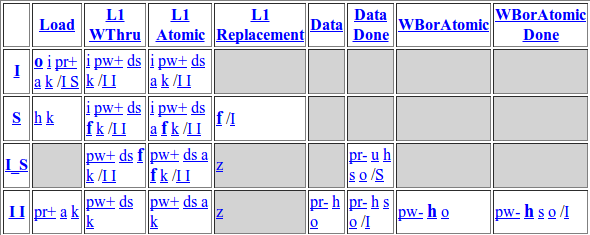 Load L1 WThru L1 Atomic L1 Replacement Data Data Done WBorAtomic WBorAtomic Done
I o i pr+ a k /I S i pw+ ds k /I I i pw+ ds a k /I I
S h k i pw+ ds f k /I I i pw+ ds a f k /I I f /I
I_S pw+ ds f k /I I pw+ ds a f k /I I z pr- u h s o /S
I I pr+ a k pw+ ds k pw+ ds a k z pr- h o pr- h s o /I pw- h o pw- h s o /I